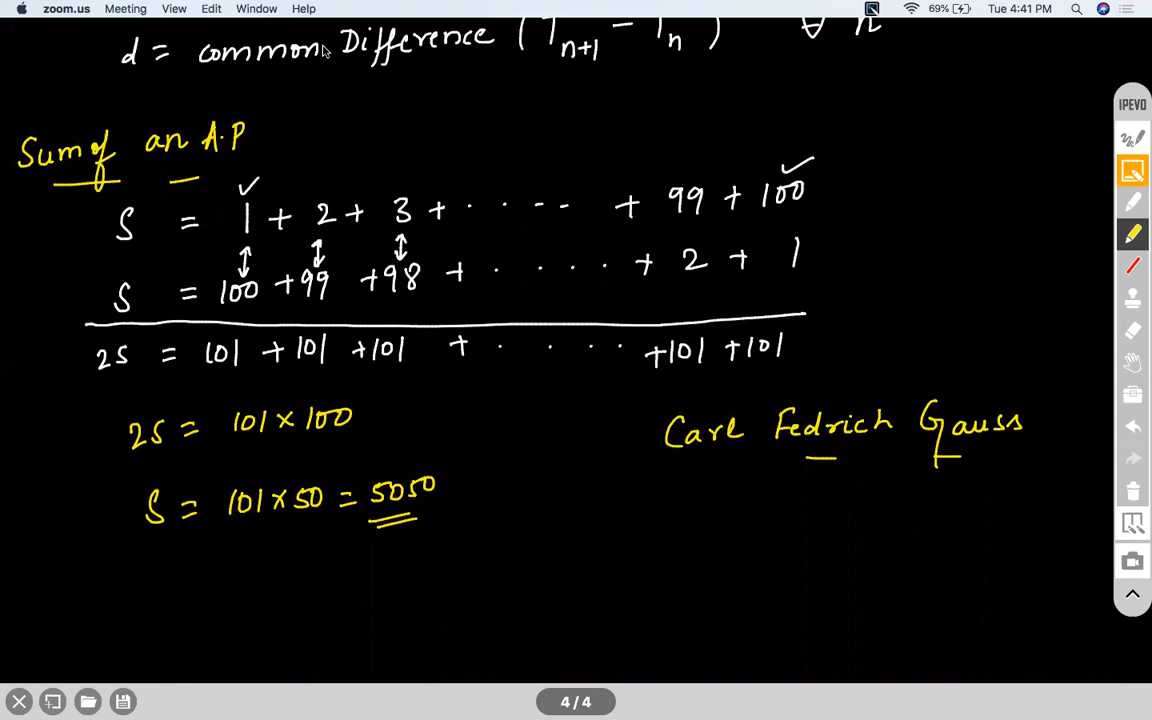 zoom.us Meeting View Edit Window Help 69% Tue 4:41 PM
d = common Difference ( T n+1 − T n ) ∀ n
IPEVO
Sum of an A.P
S = 1 + 2 + 3 + . . . - - + 99 + 100
S = 100 + 99 + 98 + . . . . + 2 + 1
2S = 101 + 101 + 101 + . . . . + 101 + 101
2S = 101 × 100
Carl Fedrich Gauss
S = 101 × 50 = 5050
4 / 4